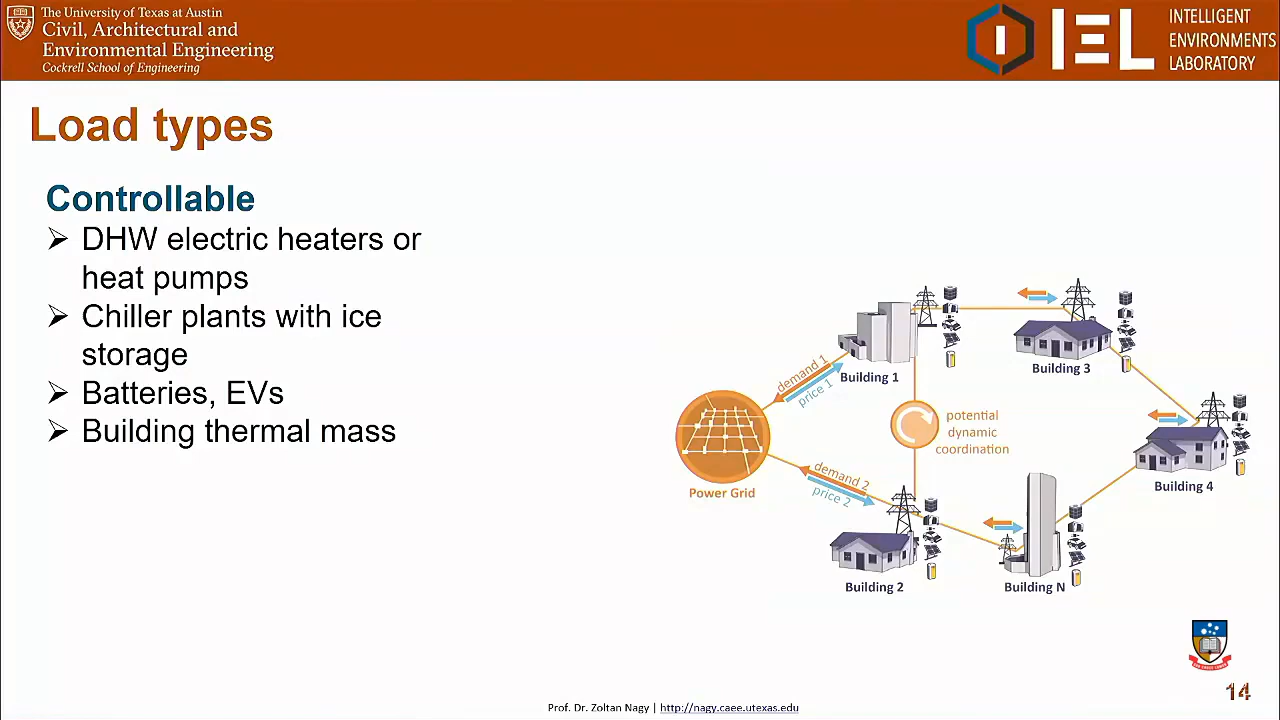 The University of Texas at Austin
Civil, Architectural and
Environmental Engineering
Cockrell School of Engineering
I IEL
INTELLIGENT
ENVIRONMENTS
LABORATORY
Load types
Controllable
➢ DHW electric heaters or
heat pumps
➢ Chiller plants with ice
storage
➢ Batteries, EVs
➢ Building thermal mass
Building 1
Building 3
demand 1
price 1
potential
dynamic
coordination
Power Grid
demand 2
price 2
Building 4
Building 2
Building N
14
Prof. Dr. Zoltan Nagy | http://nagy.caee.utexas.edu